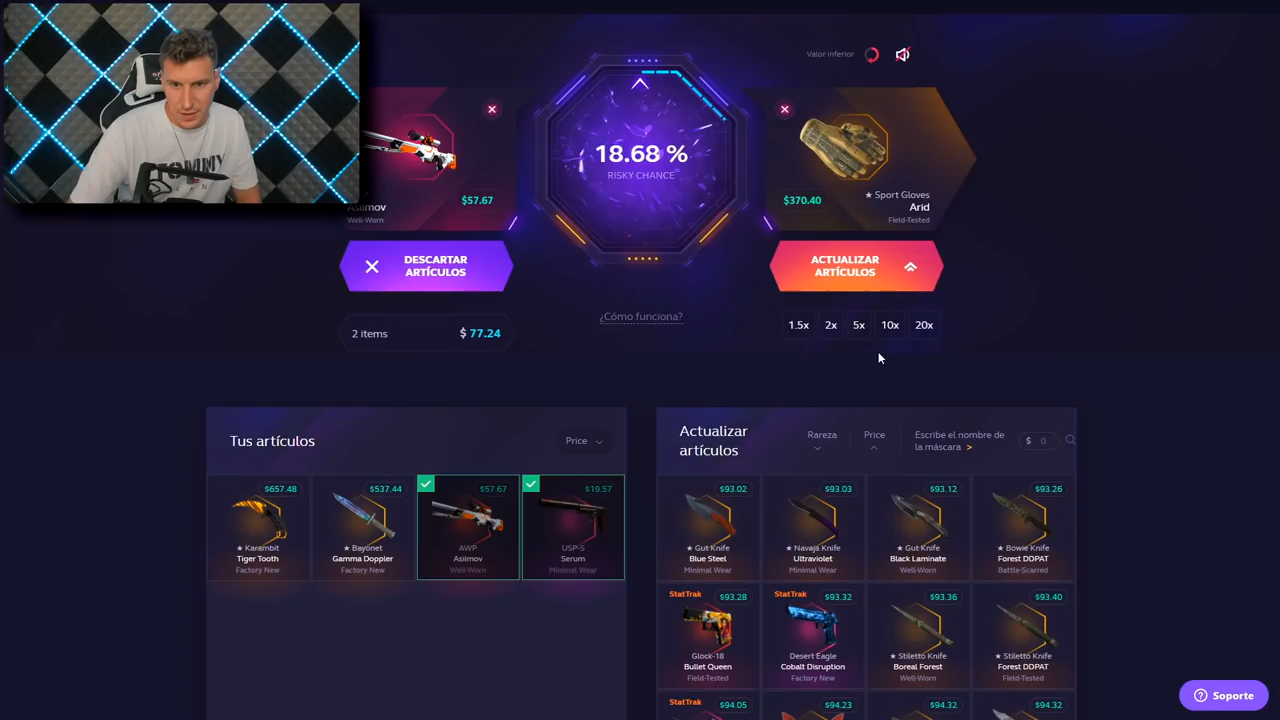 TOMMY
Valor inferior
Asiimov
Well-Worn
$57.67
18.68 %
RISKY CHANCE
$370.40
★ Sport Gloves
Arid
Field-Tested
DESCARTAR
ARTÍCULOS
ACTUALIZAR
ARTÍCULOS
2 items
$ 77.24
¿Cómo funciona?
1.5x
2x
5x
10x
20x
Tus artículos
Price
$657.48
★ Karambit
Tiger Tooth
Factory New
$537.44
★ Bayonet
Gamma Doppler
Factory New
$57.67
AWP
Asiimov
Well-Worn
$19.57
USP-S
Serum
Minimal Wear
Actualizar
artículos
Rareza
Price
Escribe el nombre de
la máscara >
$ 0
$93.02
★ Gut Knife
Blue Steel
Minimal Wear
$93.03
★ Navaja Knife
Ultraviolet
Minimal Wear
$93.12
★ Gut Knife
Black Laminate
Well-Worn
$93.26
★ Bowie Knife
Forest DDPAT
Battle-Scarred
StatTrak
$93.28
Glock-18
Bullet Queen
Field-Tested
StatTrak
$93.32
Desert Eagle
Cobalt Disruption
Factory New
$93.36
★ Stiletto Knife
Boreal Forest
Well-Worn
$93.40
★ Stiletto Knife
Forest DDPAT
Field-Tested
StatTrak
$94.05
$94.23
$94.32
$94.32
Soporte